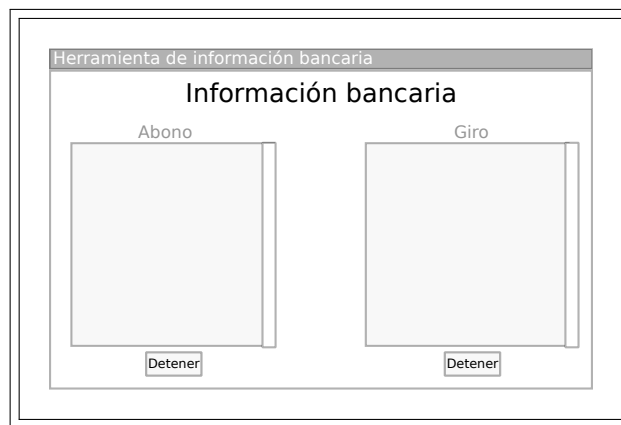 Herramienta de información bancaria
Información bancaria
Abono
Giro
Detener
Detener